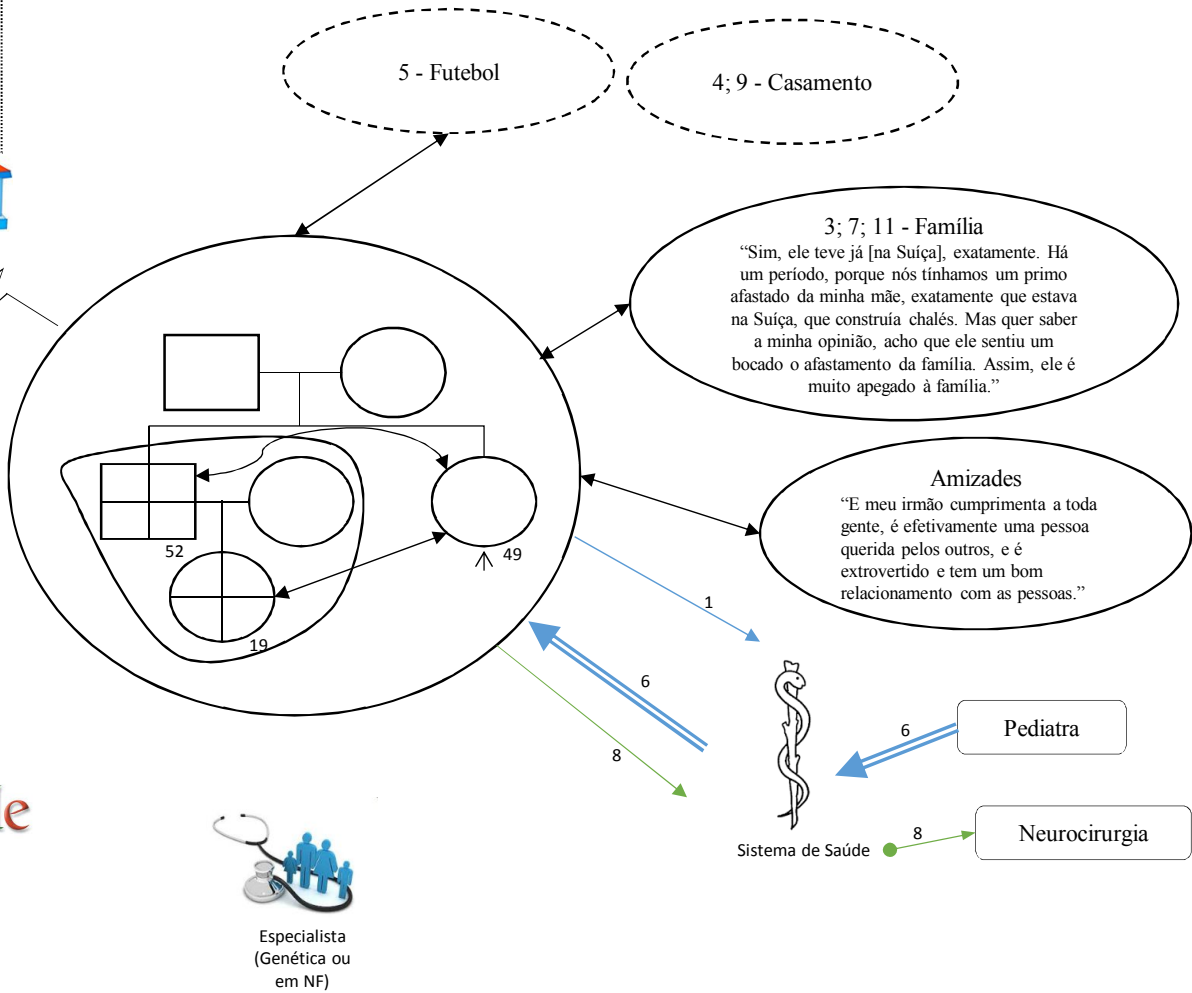 5 - Futebol
4; 9 - Casamento
3; 7; 11 - Família
“Sim, ele teve já [na Suíça], exatamente. Há
um período, porque nós tínhamos um primo
afastado da minha mãe, exatamente que estava
na Suíça, que construía chalés. Mas quer saber
a minha opinião, acho que ele sentiu um
bocado o afastamento da família. Assim, ele é
muito apegado à família.”
Amizades
“E meu irmão cumprimenta a toda
gente, é efetivamente uma pessoa
querida pelos outros, e é
extrovertido e tem um bom
relacionamento com as pessoas.”
52
49
19
1
6
8
6
Pediatra
8
Neurocirurgia
Sistema de Saúde
le
Especialista
(Genética ou
em NF)